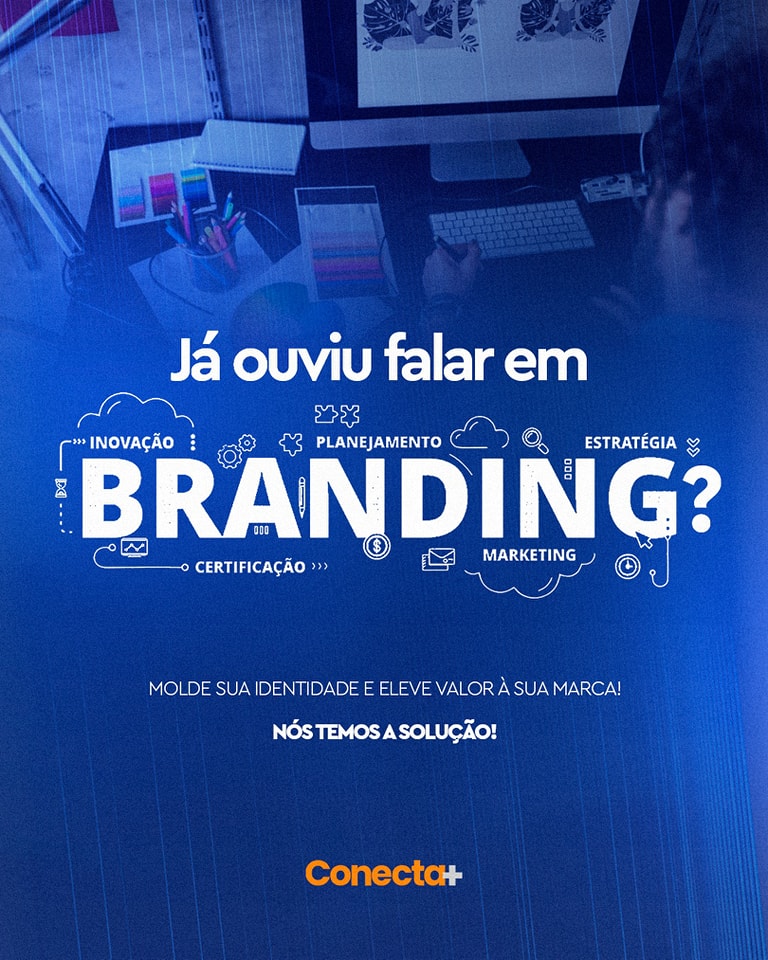 Já ouviu falar em
INOVAÇÃO
PLANEJAMENTO
ESTRATÉGIA
BRANDING?
CERTIFICAÇÃO
MARKETING
MOLDE SUA IDENTIDADE E ELEVE VALOR À SUA MARCA!
NÓS TEMOS A SOLUÇÃO!
Conecta+